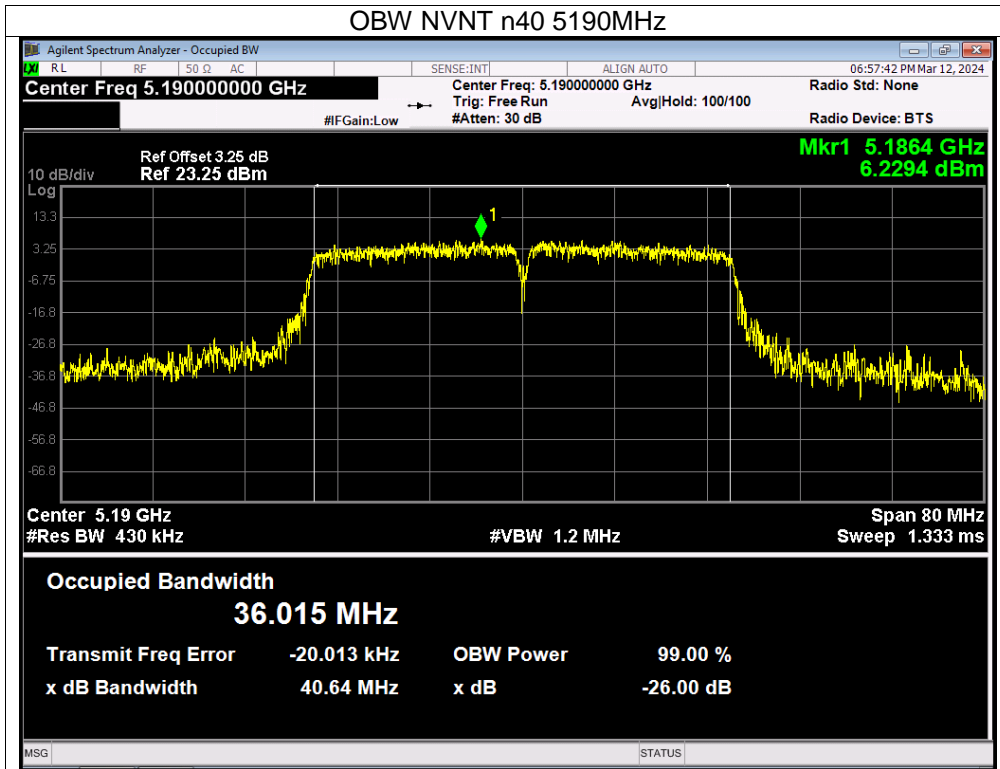 OBW NVNT n40 5190MHz
Agilent Spectrum Analyzer - Occupied BW
LXI RL RF 50 Ω AC SENSE:INT ALIGN AUTO 06:57:42 PM Mar 12, 2024
Center Freq 5.190000000 GHz Center Freq: 5.190000000 GHz Radio Std: None
Trig: Free Run Avg|Hold: 100/100
#IFGain:Low #Atten: 30 dB Radio Device: BTS
Mkr1 5.1864 GHz
6.2294 dBm
Ref Offset 3.25 dB
10 dB/div Ref 23.25 dBm
Log
13.3
1
3.25
-6.75
-16.8
-26.8
-36.8
-46.8
-56.8
-66.8
Center 5.19 GHz Span 80 MHz
#Res BW 430 kHz #VBW 1.2 MHz Sweep 1.333 ms
Occupied Bandwidth
36.015 MHz
Transmit Freq Error -20.013 kHz OBW Power 99.00 %
x dB Bandwidth 40.64 MHz x dB -26.00 dB
MSG STATUS